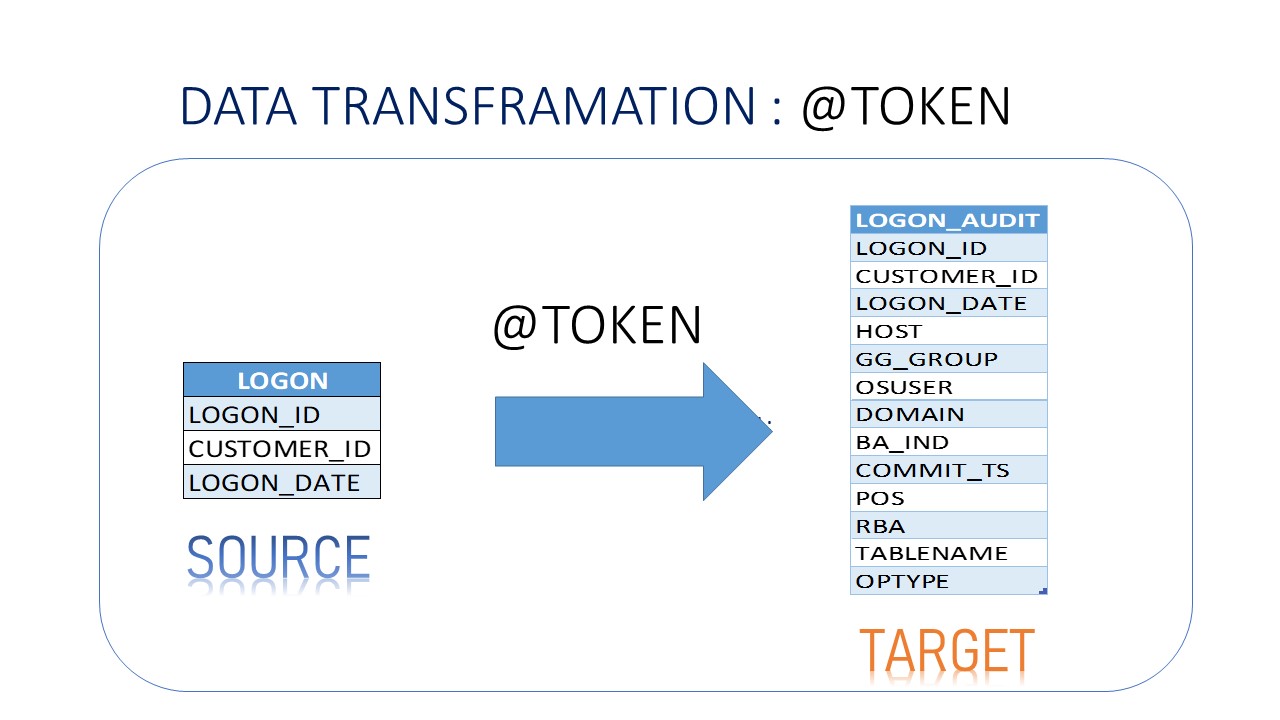 DATA TRANSFRAMATION : @TOKEN
@TOKEN
LOGON
LOGON_ID
CUSTOMER_ID
LOGON_DATE
SOURCE
LOGON_AUDIT
LOGON_ID
CUSTOMER_ID
LOGON_DATE
HOST
GG_GROUP
OSUSER
DOMAIN
BA_IND
COMMIT_TS
POS
RBA
TABLENAME
OPTYPE
TARGET